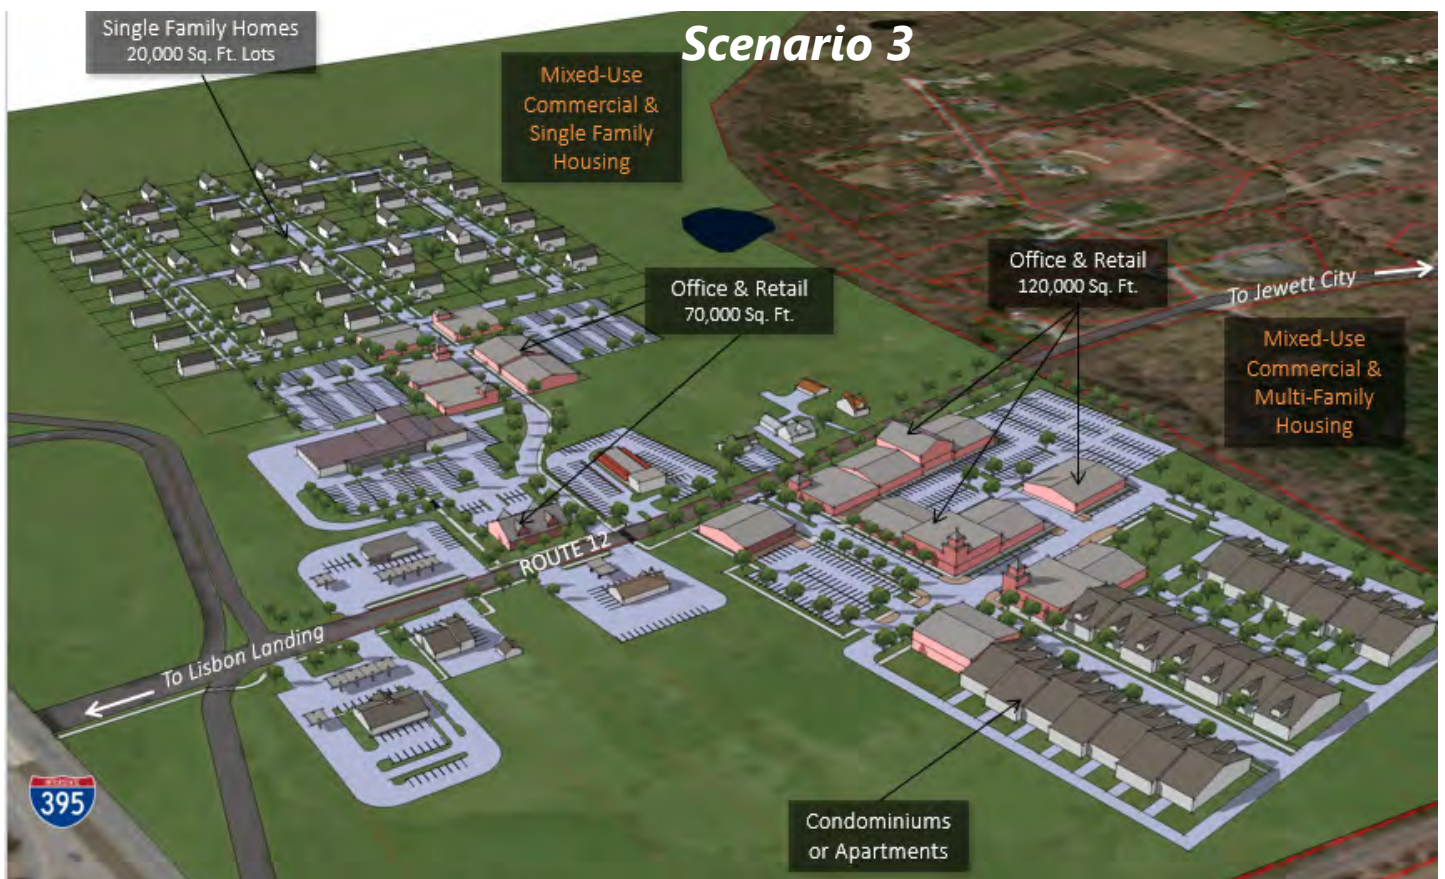 Scenario 3
Single Family Homes
20,000 Sq. Ft. Lots
Mixed-Use
Commercial &
Single Family
Housing
Office & Retail
70,000 Sq. Ft.
Office & Retail
120,000 Sq. Ft.
To Jewett City
Mixed-Use
Commercial &
Multi-Family
Housing
ROUTE 12
To Lisbon Landing
INTERSTATE
395
Condominiums
or Apartments